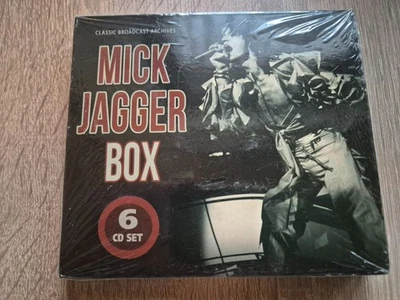 CLASSIC BROADCAST ARCHIVES
MICK
JAGGER
BOX
6
CD SET